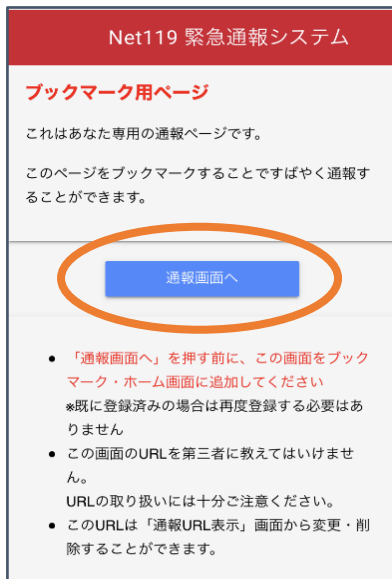 Net119 緊急通報システム
ブックマーク用ページ
これはあなた専用の通報ページです。
このページをブックマークすることですばやく通報す
ることができます。
通報画面へ
● 「通報画面へ」を押す前に、この画面をブック
マーク・ホーム画面に追加してください
※既に登録済みの場合は再度登録する必要はあ
りません
● この画面のURLを第三者に教えてはいけませ
ん。
URLの取り扱いには十分ご注意ください。
● このURLは「通報URL表示」画面から変更・削
除することができます。